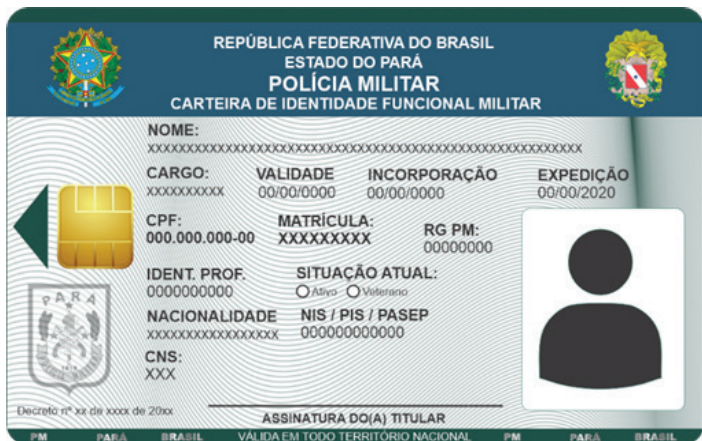 REPÚBLICA FEDERATIVA DO BRASIL
ESTADO DO PARÁ
POLÍCIA MILITAR
CARTEIRA DE IDENTIDADE FUNCIONAL MILITAR
NOME:
xxxxxxxxxxxxxxxxxxxxxxxxxxxxxxxxxxxxxxxxxxxxxxxxxxxxxxxx
CARGO: VALIDADE INCORPORAÇÃO EXPEDIÇÃO
xxxxxxxxxx 00/00/0000 00/00/0000 00/00/2020
CPF: MATRÍCULA: RG PM:
000.000.000-00 XXXXXXXXX 00000000
IDENT. PROF. SITUAÇÃO ATUAL:
0000000000 Ativo Veterano
NACIONALIDADE NIS / PIS / PASEP
xxxxxxxxxxxxxxxxx 000000000000
CNS:
XXX
PARÁ
Decreto nº xx de xxxx de 20xx
ASSINATURA DO(A) TITULAR
PM PARÁ BRASIL VÁLIDA EM TODO TERRITÓRIO NACIONAL PM PARÁ BRASIL